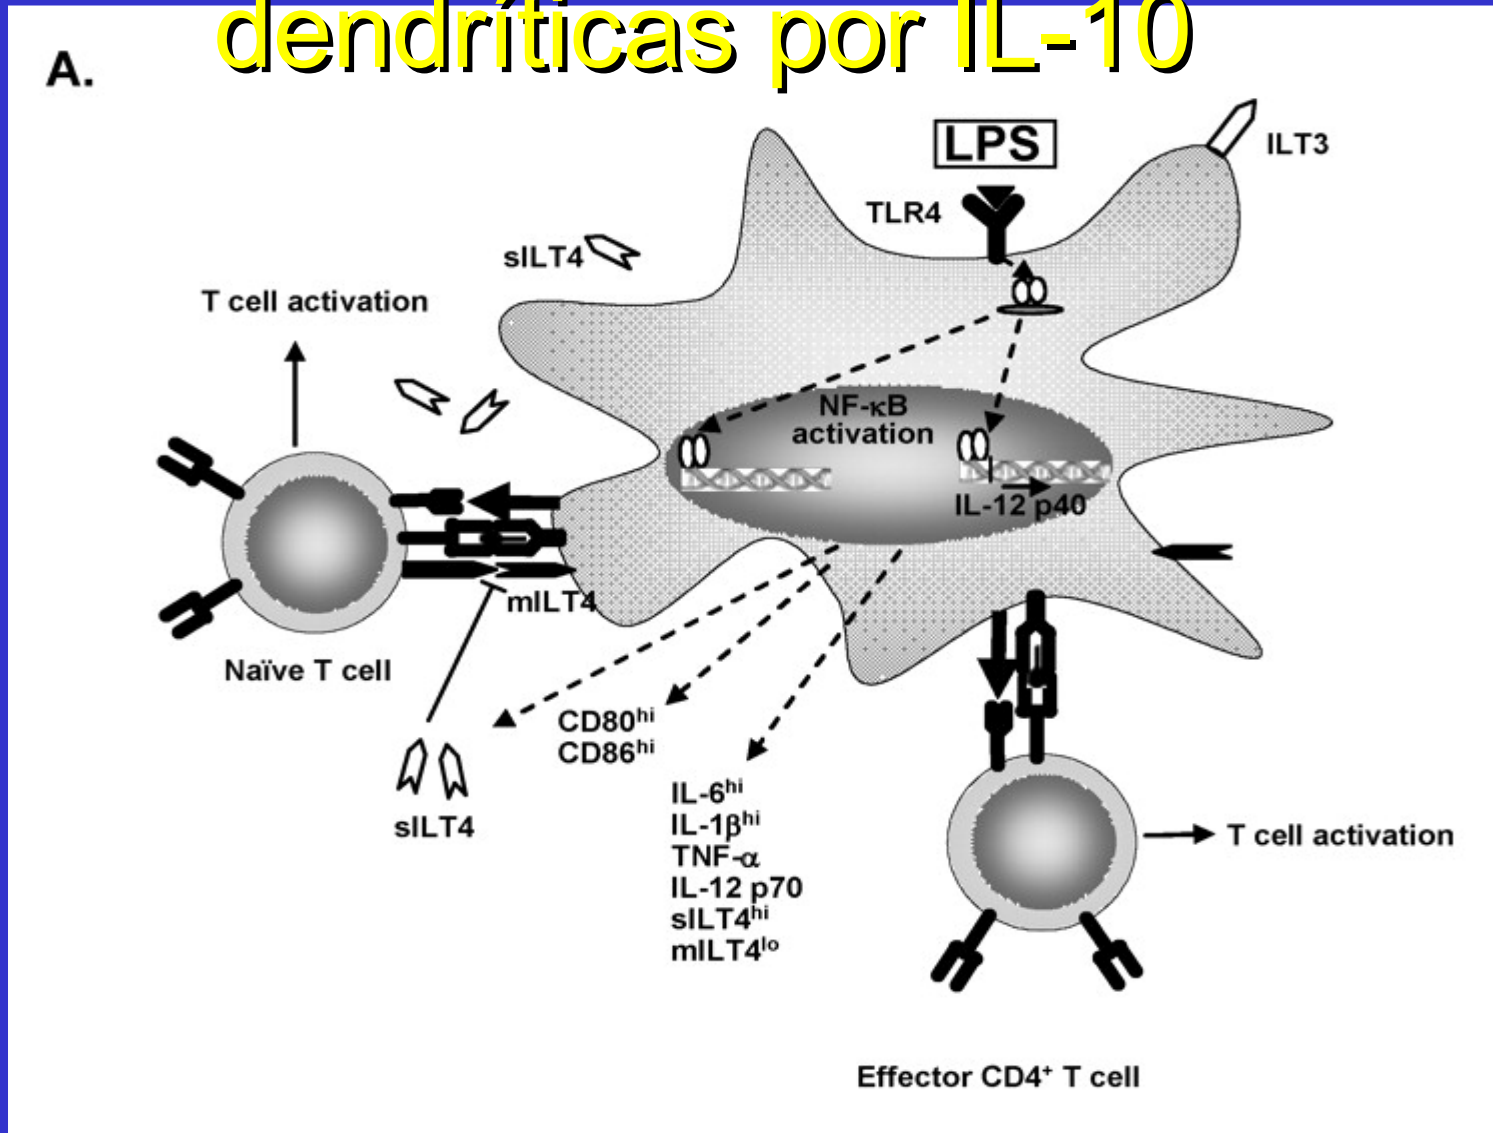 dendríticas por IL-10
A.
LPS
ILT3
TLR4
sILT4
T cell activation
NF-κB
activation
IL-12 p40
mILT4
Naïve T cell
CD80hi
CD86hi
sILT4
IL-6hi
IL-1βhi
TNF-α
IL-12 p70
sILT4hi
mILT4lo
T cell activation
Effector CD4+ T cell